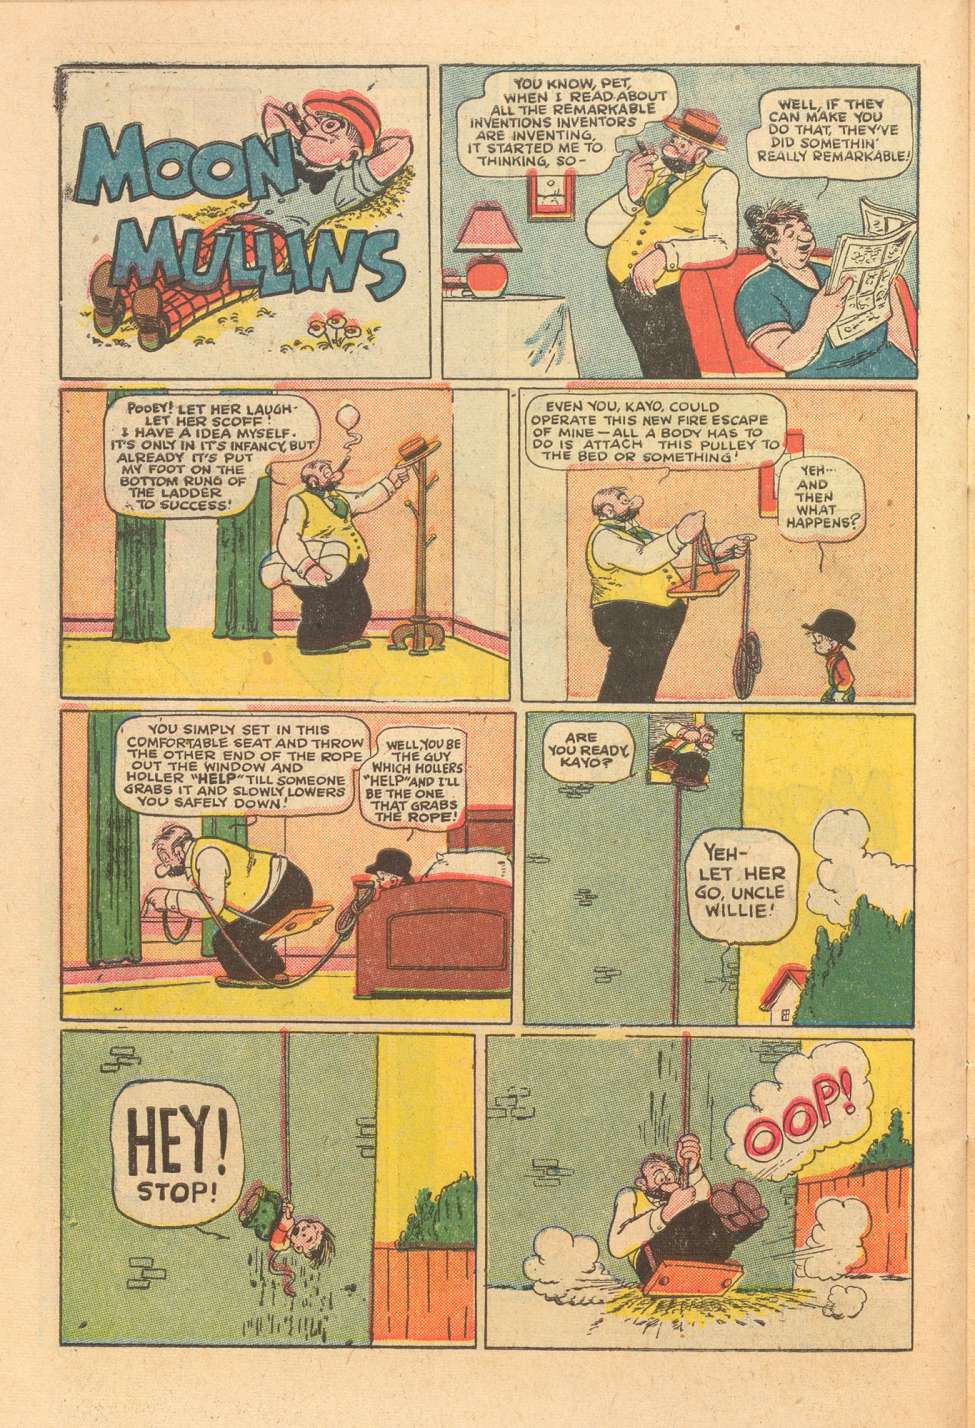 MOON
MULLINS
YOU KNOW, PET,
WHEN I READ ABOUT
ALL THE REMARKABLE
INVENTIONS INVENTORS
ARE INVENTING,
IT STARTED ME TO
THINKING, SO-
WELL, IF THEY
CAN MAKE YOU
DO THAT, THEY'VE
DID SOMETHIN'
REALLY REMARKABLE!
POOEY! LET HER LAUGH-
LET HER SCOFF!
I HAVE A IDEA MYSELF.
IT'S ONLY IN IT'S INFANCY, BUT
ALREADY IT'S PUT
MY FOOT ON THE
BOTTOM RUNG OF
THE LADDER
TO SUCCESS!
EVEN YOU, KAYO, COULD
OPERATE THIS NEW FIRE ESCAPE
OF MINE - ALL A BODY HAS TO
DO IS ATTACH THIS PULLEY TO
THE BED OR SOMETHING!
YEH--
AND
THEN
WHAT
HAPPENS?
YOU SIMPLY SET IN THIS
COMFORTABLE SEAT AND THROW
THE OTHER END OF THE ROPE
OUT THE WINDOW AND
HOLLER "HELP" TILL SOMEONE
GRABS IT AND SLOWLY LOWERS
YOU SAFELY DOWN!
WELL, YOU BE
THE GUY
WHICH HOLLERS
"HELP" AND I'LL
BE THE ONE
THAT GRABS
THE ROPE!
ARE
YOU READY,
KAYO?
YEH-
LET HER
GO, UNCLE
WILLIE!
HEY!
STOP!
OOP!